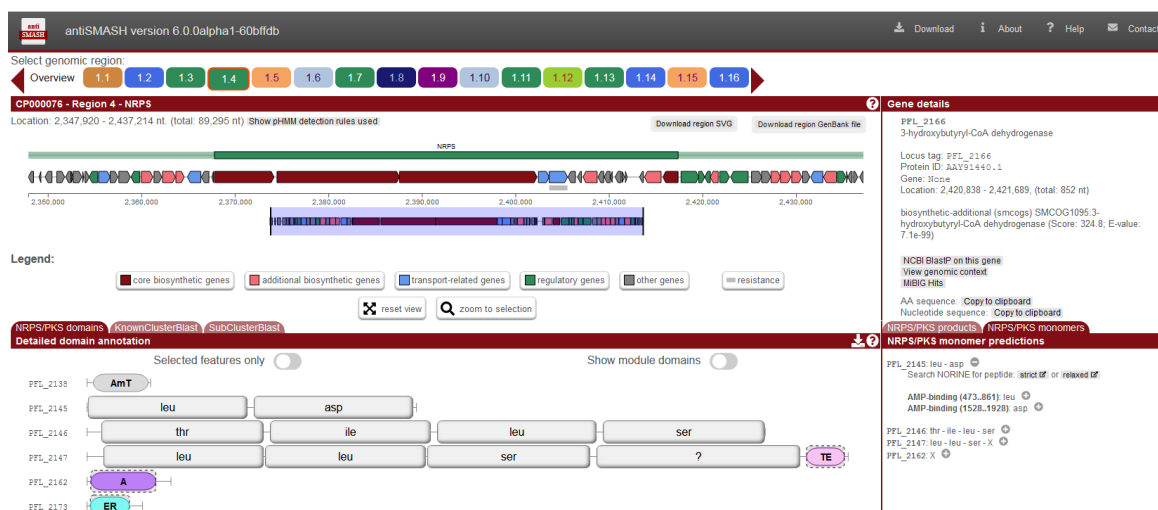 anti
SMASH
antiSMASH version 6.0.0alpha1-60bffdb
Download
About
Help
Contact
Select genomic region:
Overview 1.1 1.2 1.3 1.4 1.5 1.6 1.7 1.8 1.9 1.10 1.11 1.12 1.13 1.14 1.15 1.16
CP000076 - Region 4 - NRPS
?
Gene details
Location: 2,347,920 - 2,437,214 nt. (total: 89,295 nt) Show pHMM detection rules used
Download region SVG
Download region GenBank file
NRPS
2,350,000 2,360,000 2,370,000 2,380,000 2,390,000 2,400,000 2,410,000 2,420,000 2,430,000
PFL_2166
3-hydroxybutyryl-CoA dehydrogenase
Locus tag: PFL_2166
Protein ID: AAY91440.1
Gene: None
Location: 2,420,838 - 2,421,689, (total: 852 nt)
biosynthetic-additional (smcogs) SMCOG1095:3-
hydroxybutyryl-CoA dehydrogenase (Score: 324.8; E-value:
7.1e-99)
NCBI BlastP on this gene
View genomic context
MiBIG Hits
AA sequence: Copy to clipboard
Nucleotide sequence: Copy to clipboard
Legend:
core biosynthetic genes
additional biosynthetic genes
transport-related genes
regulatory genes
other genes
resistance
reset view
zoom to selection
NRPS/PKS domains KnownClusterBlast SubClusterBlast
Detailed domain annotation
?
Selected features only
Show module domains
PFL_2138 AmT
PFL_2145 leu asp
PFL_2146 thr ile leu ser
PFL_2147 leu leu ser ? TE
PFL_2162 A
PFL_2173 ER
NRPS/PKS products NRPS/PKS monomers
NRPS/PKS monomer predictions
PFL_2145: leu - asp
Search NORINE for peptide: strict or relaxed
AMP-binding (473..861): leu
AMP-binding (1528..1928): asp
PFL_2146: thr - ile - leu - ser
PFL_2147: leu - leu - ser - X
PFL_2162: X